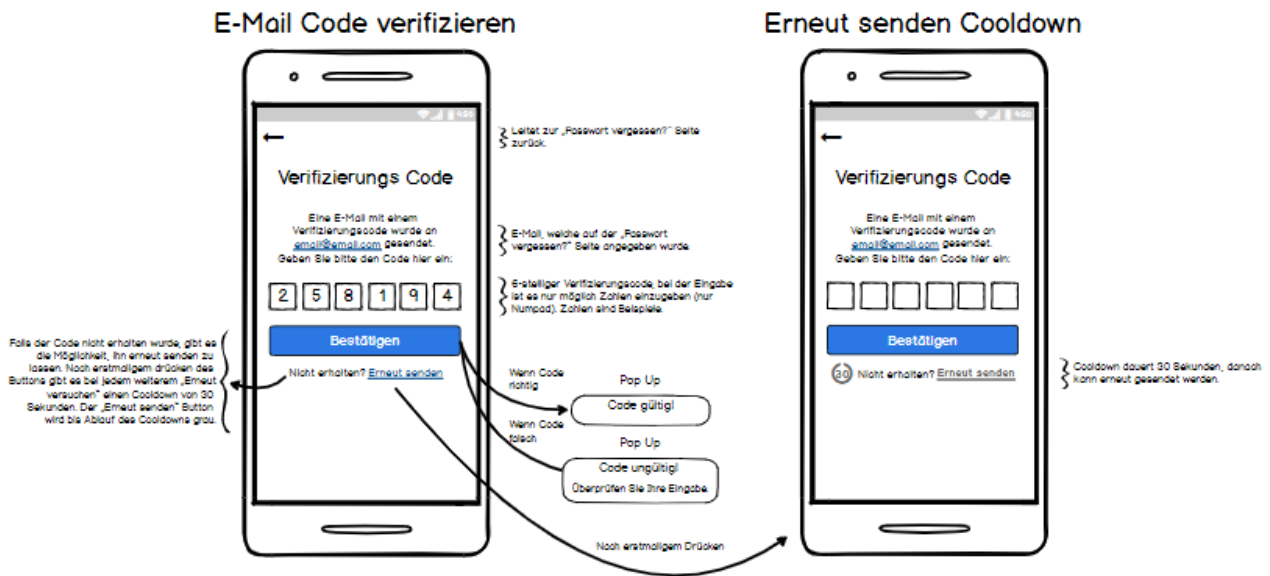 E-Mail Code verifizieren
Erneut senden Cooldown
4:50
Verifizierungs Code
Eine E-Mail mit einem
Verifizierungscode wurde an
email@email.com gesendet.
Geben Sie bitte den Code hier ein:
2 5 8 1 9 4
Bestätigen
Nicht erhalten? Erneut senden
Leitet zur „Passwort vergessen?“ Seite
zurück.
E-Mail, welche auf der „Passwort
vergessen?“ Seite angegeben wurde.
6-stelliger Verifizierungscode, bei der Eingabe
ist es nur möglich Zahlen einzugeben (nur
Numpad). Zahlen sind Beispiele.
Falls der Code nicht erhalten wurde, gibt es
die Möglichkeit, ihn erneut senden zu
lassen. Nach erstmaligem drücken des
Buttons gibt es bei jedem weiterem „Erneut
versuchen“ einen Cooldown von 30
Sekunden. Der „Erneut senden“ Button
wird bis Ablauf des Cooldowns grau.
Wenn Code
richtig
Pop Up
Code gültig!
Wenn Code
falsch
Pop Up
Code ungültig!
Überprüfen Sie Ihre Eingabe.
Nach erstmaligem Drücken
4:50
Verifizierungs Code
Eine E-Mail mit einem
Verifizierungscode wurde an
email@email.com gesendet.
Geben Sie bitte den Code hier ein:
Bestätigen
30 Nicht erhalten? Erneut senden
Cooldown dauert 30 Sekunden, danach
kann erneut gesendet werden.